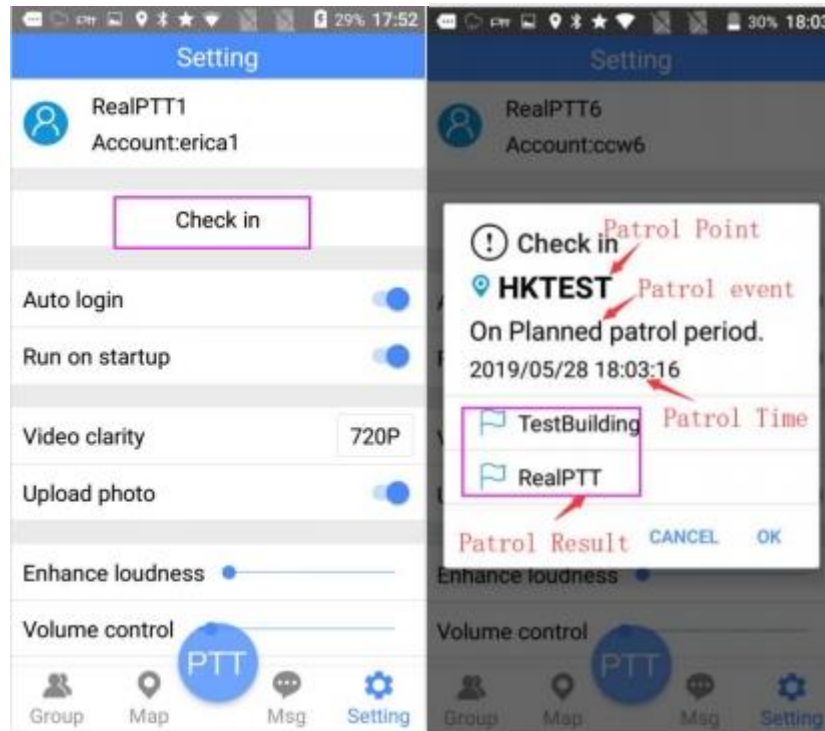 29% 17:52
Setting
RealPTT1
Account:erica1
Check in
Auto login
Run on startup
Video clarity 720P
Upload photo
Enhance loudness
Volume control
PTT
Group Map Msg Setting
PTT 30% 18:03
Setting
RealPTT6
Account:ccw6
Check in
Patrol Point
HKTEST
Patrol event
On Planned patrol period.
2019/05/28 18:03:16
TestBuilding
Patrol Time
RealPTT
Patrol Result
CANCEL OK
Enhance loudness
Volume control
PTT
Group Map Msg Setting